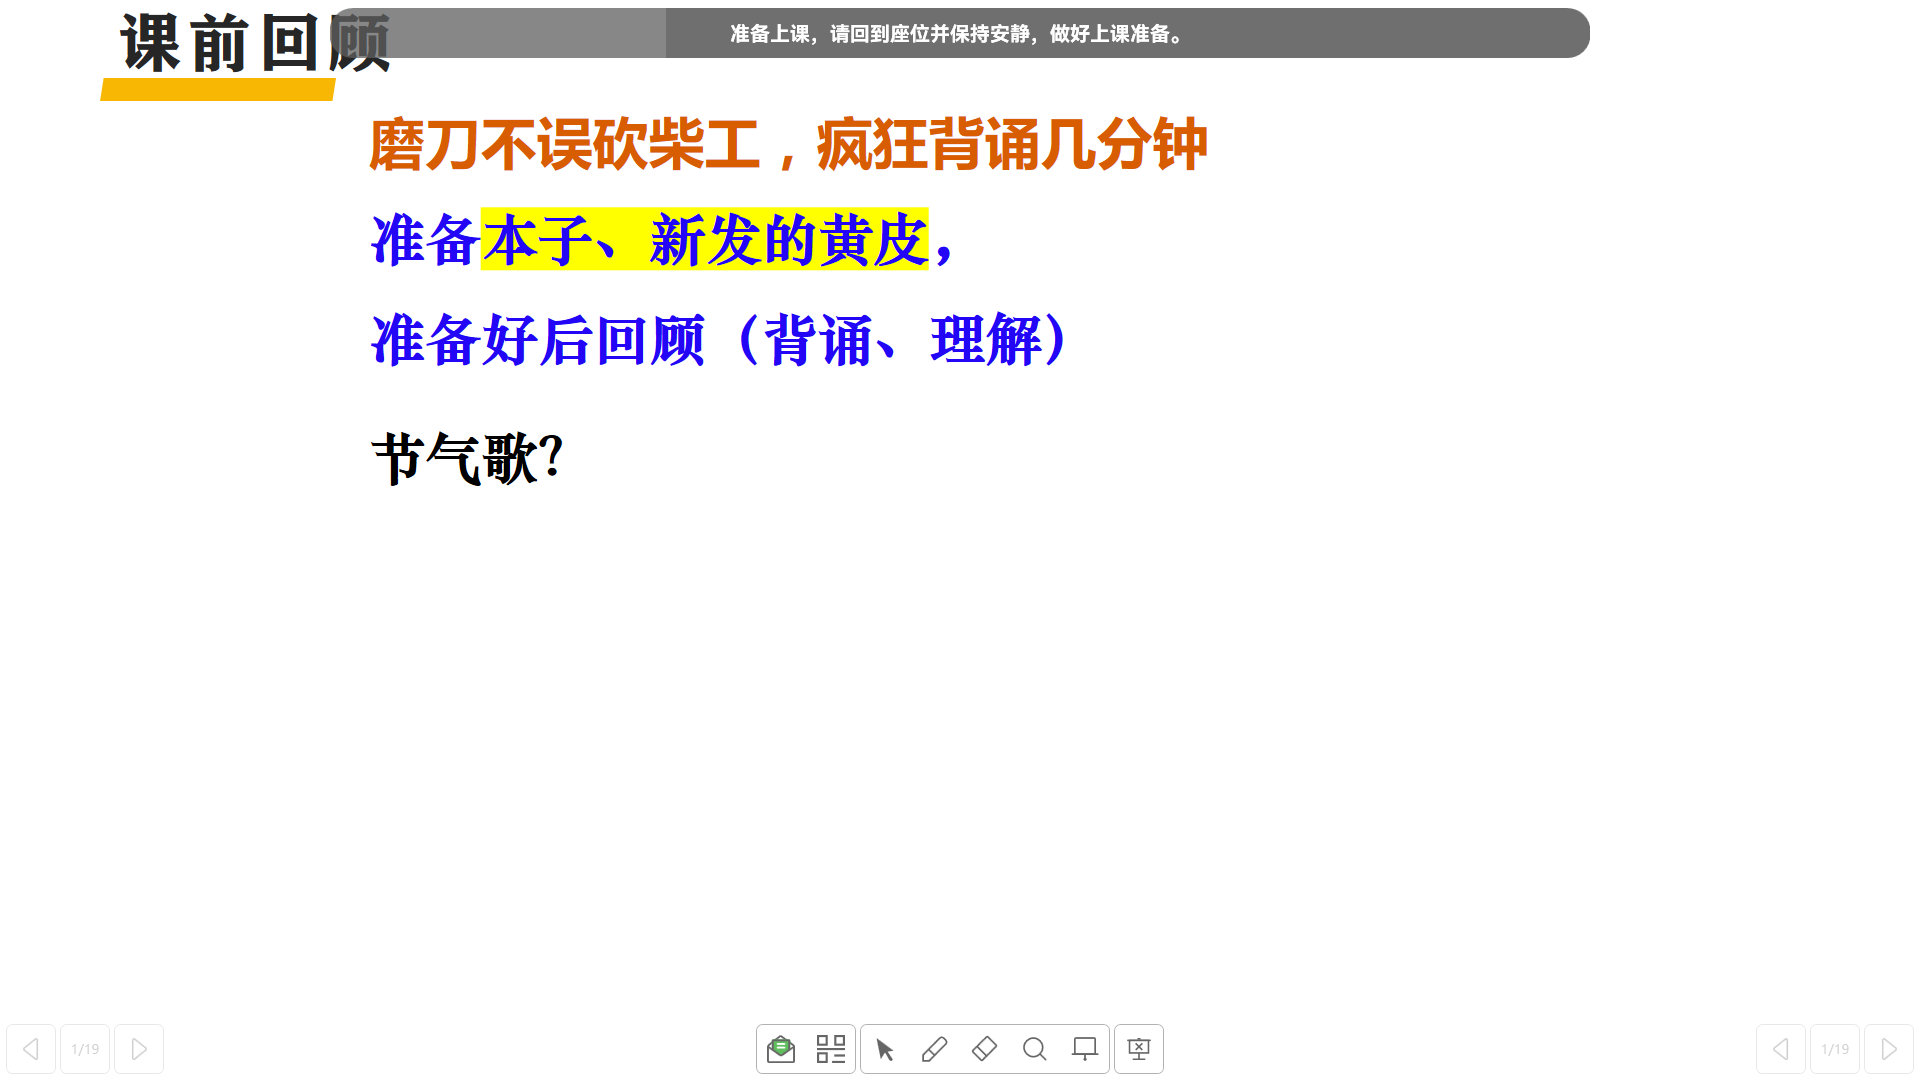 课前回顾
准备上课，请回到座位并保持安静，做好上课准备。
磨刀不误砍柴工，疯狂背诵几分钟
准备本子、新发的黄皮，
准备好后回顾（背诵、理解）
节气歌?
1/19
1/19